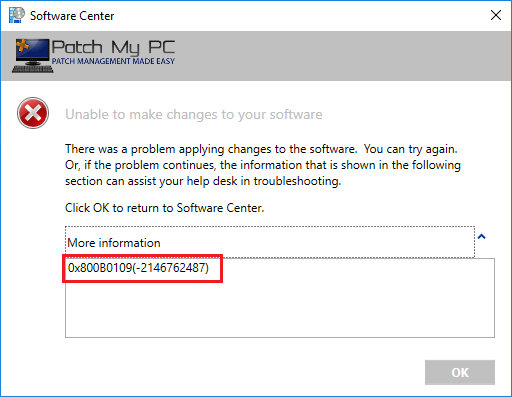 Software Center
Patch My PC
PATCH MANAGEMENT MADE EASY
Unable to make changes to your software
There was a problem applying changes to the software.  You can try again.
Or, if the problem continues, the information that is shown in the following
section can assist your help desk in troubleshooting.
Click OK to return to Software Center.
More information
0x800B0109(-2146762487)
OK